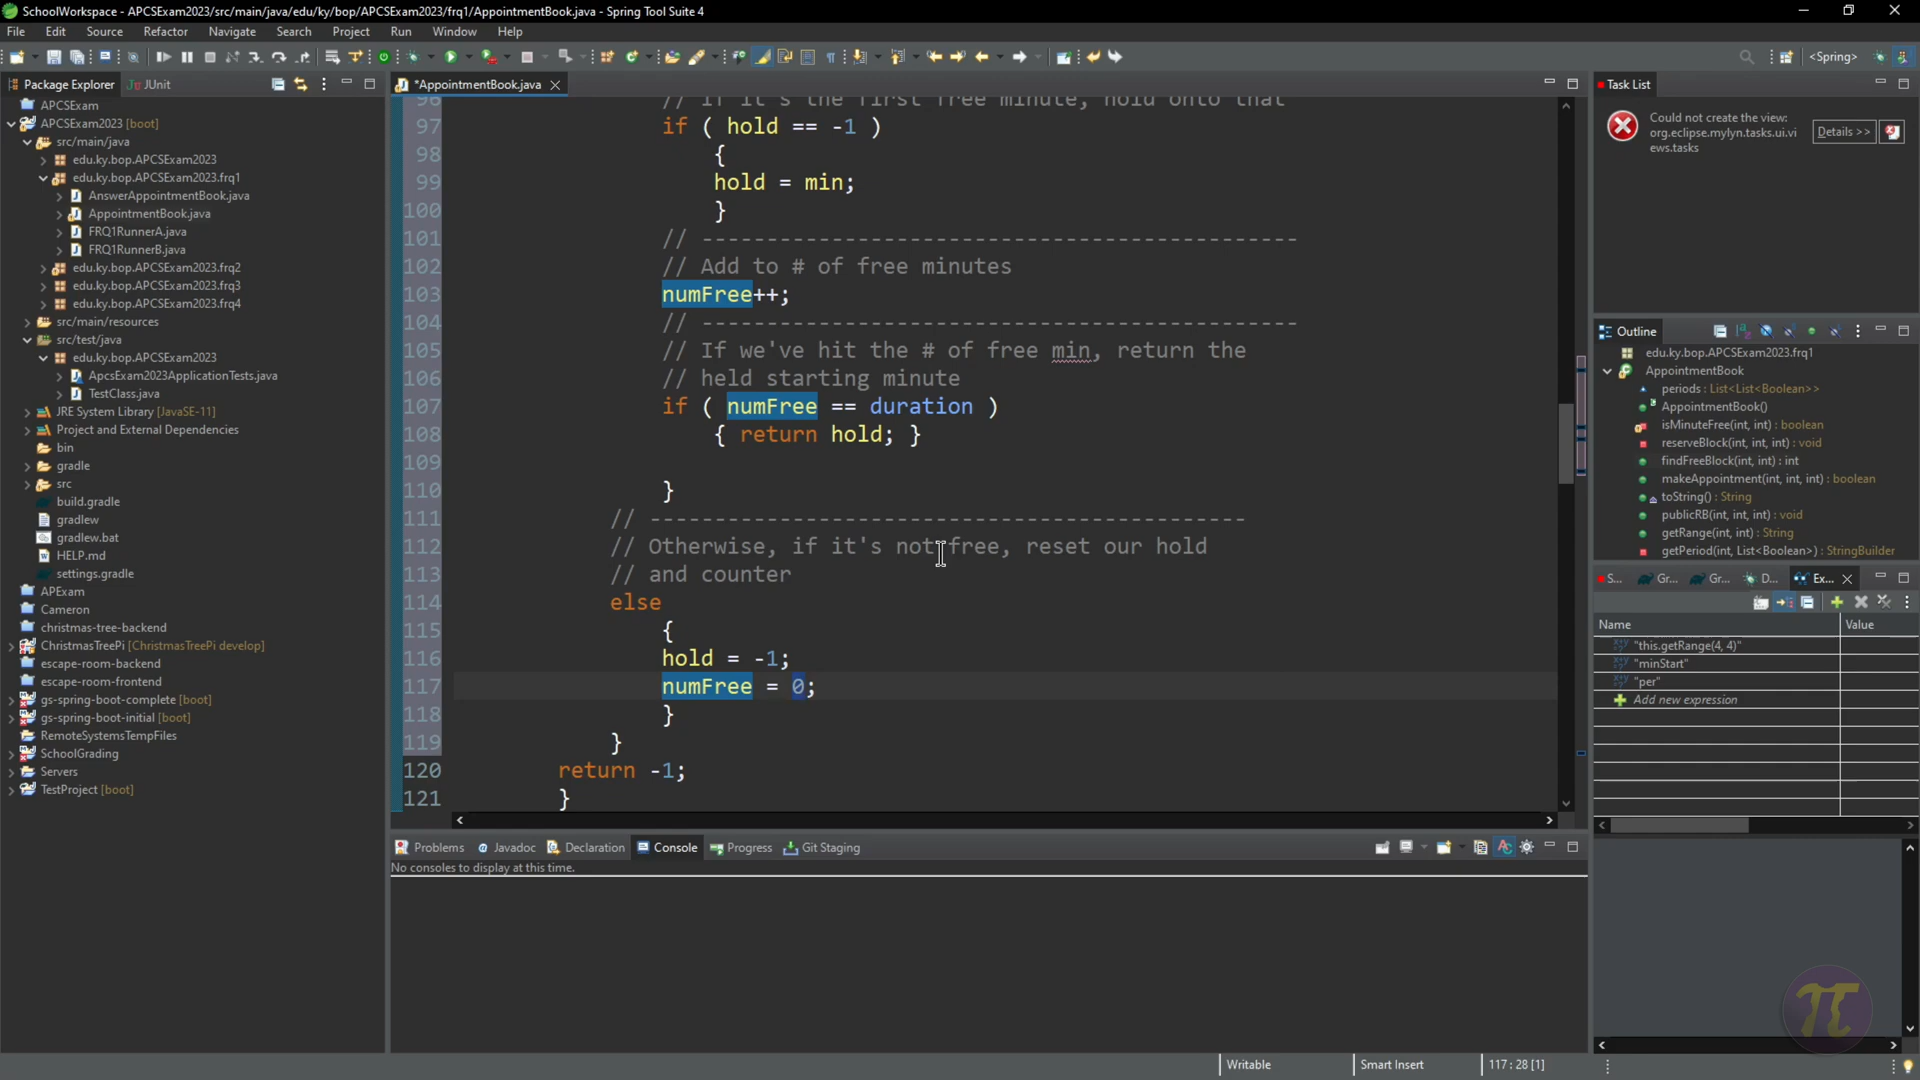 SchoolWorkspace - APCSExam2023/src/main/java/edu/ky/bop/APCSExam2023/frq1/AppointmentBook.java - Spring Tool Suite 4
File Edit Source Refactor Navigate Search Project Run Window Help
<Spring>
Package Explorer JUnit
APCSExam
APCSExam2023 [boot]
src/main/java
edu.ky.bop.APCSExam2023
edu.ky.bop.APCSExam2023.frq1
AnswerAppointmentBook.java
AppointmentBook.java
FRQ1RunnerA.java
FRQ1RunnerB.java
edu.ky.bop.APCSExam2023.frq2
edu.ky.bop.APCSExam2023.frq3
edu.ky.bop.APCSExam2023.frq4
src/main/resources
src/test/java
edu.ky.bop.APCSExam2023
ApcsExam2023ApplicationTests.java
TestClass.java
JRE System Library [JavaSE-11]
Project and External Dependencies
bin
gradle
src
build.gradle
gradlew
gradlew.bat
HELP.md
settings.gradle
APExam
Cameron
christmas-tree-backend
ChristmasTreePi [ChristmasTreePi develop]
escape-room-backend
escape-room-frontend
gs-spring-boot-complete [boot]
gs-spring-boot-initial [boot]
RemoteSystemsTempFiles
SchoolGrading
Servers
TestProject [boot]
*AppointmentBook.java
96 // If it's the first free minute, hold onto that
97 if ( hold == -1 )
98 {
99 hold = min;
100 }
101 // ----------------------------------------------
102 // Add to # of free minutes
103 numFree++;
104 // ----------------------------------------------
105 // If we've hit the # of free min, return the
106 // held starting minute
107 if ( numFree == duration )
108 { return hold; }
109
110 }
111 // ----------------------------------------------
112 // Otherwise, if it's not free, reset our hold
113 // and counter
114 else
115 {
116 hold = -1;
117 numFree = 0;
118 }
119 }
120 return -1;
121 }
Problems Javadoc Declaration Console Progress Git Staging
No consoles to display at this time.
Task List
Could not create the view:
org.eclipse.mylyn.tasks.ui.vi
ews.tasks
Details >>
Outline
edu.ky.bop.APCSExam2023.frq1
AppointmentBook
periods : List<List<Boolean>>
AppointmentBook()
isMinuteFree(int, int) : boolean
reserveBlock(int, int, int) : void
findFreeBlock(int, int) : int
makeAppointment(int, int, int) : boolean
toString() : String
publicRB(int, int, int) : void
getRange(int, int) : String
getPeriod(int, List<Boolean>) : StringBuilder
S... Gr... Gr... D... Ex...
Name Value
"this.getRange(4, 4)"
"minStart"
"per"
Add new expression
Writable Smart Insert 117 : 28 [1]
π